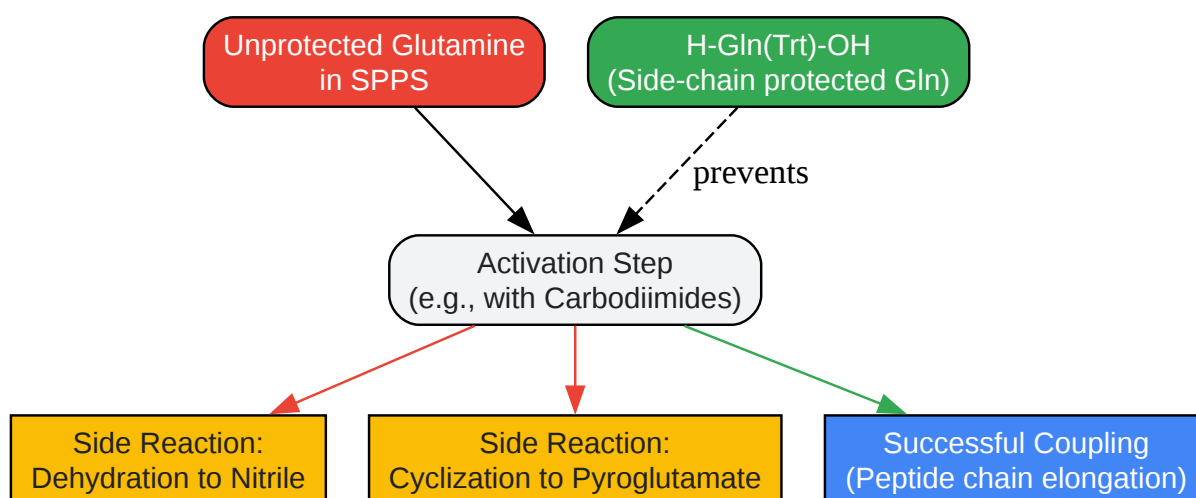 Unprotected Glutamine
in SPPS
H-Gln(Trt)-OH
(Side-chain protected Gln)
prevents
Activation Step
(e.g., with Carbodiimides)
Side Reaction:
Dehydration to Nitrile
Side Reaction:
Cyclization to Pyroglutamate
Successful Coupling
(Peptide chain elongation)